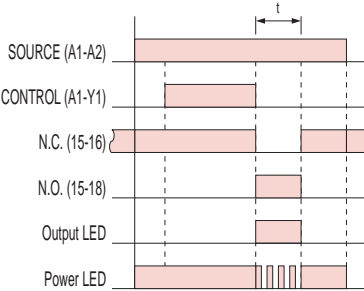 t
SOURCE (A1-A2)
CONTROL (A1-Y1)
N.C. (15-16)
N.O. (15-18)
Output LED
Power LED